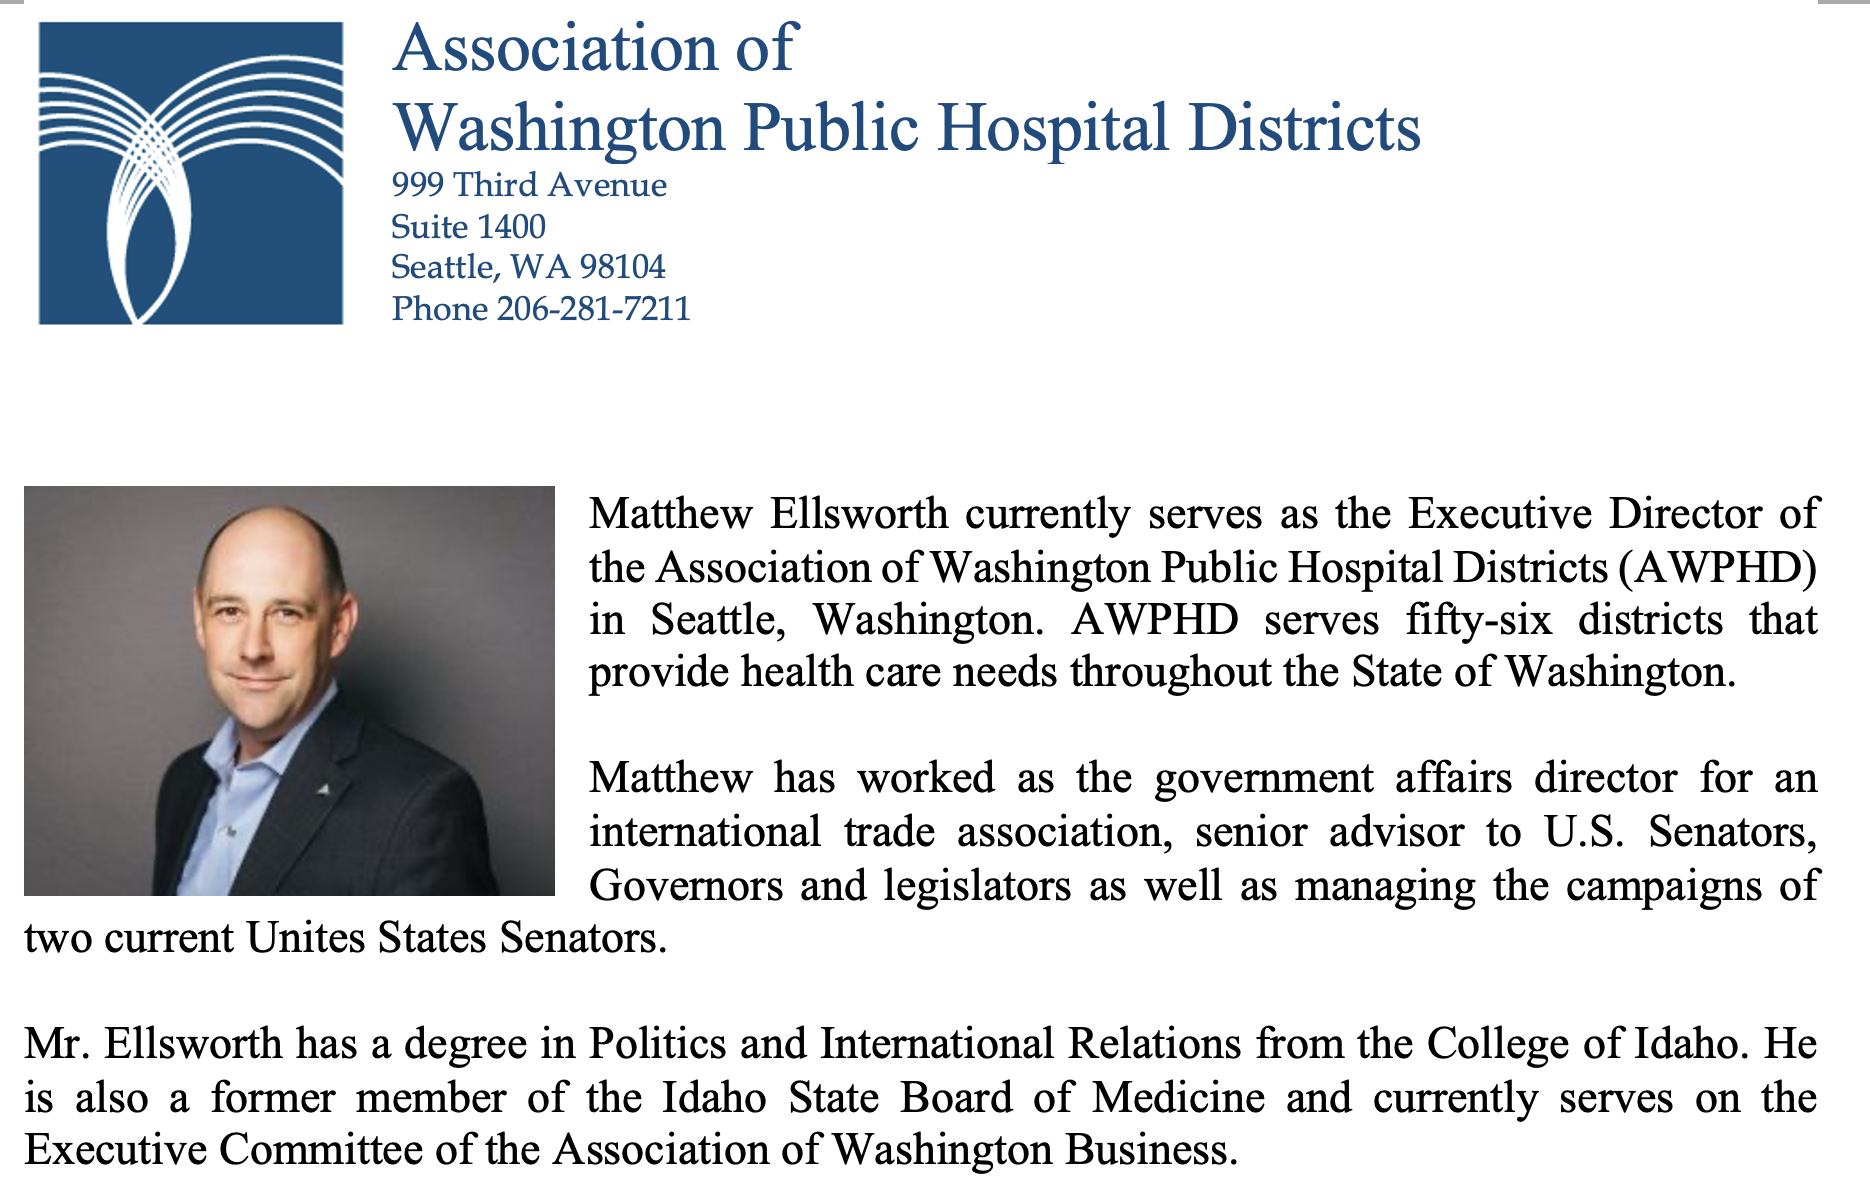 Association of
Washington Public Hospital Districts
999 Third Avenue
Suite 1400
Seattle, WA 98104
Phone 206-281-7211
Matthew Ellsworth currently serves as the Executive Director of
the Association of Washington Public Hospital Districts (AWPHD)
in Seattle, Washington. AWPHD serves fifty-six districts that
provide health care needs throughout the State of Washington.
Matthew has worked as the government affairs director for an
international trade association, senior advisor to U.S. Senators,
Governors and legislators as well as managing the campaigns of
two current Unites States Senators.
Mr. Ellsworth has a degree in Politics and International Relations from the College of Idaho. He
is also a former member of the Idaho State Board of Medicine and currently serves on the
Executive Committee of the Association of Washington Business.